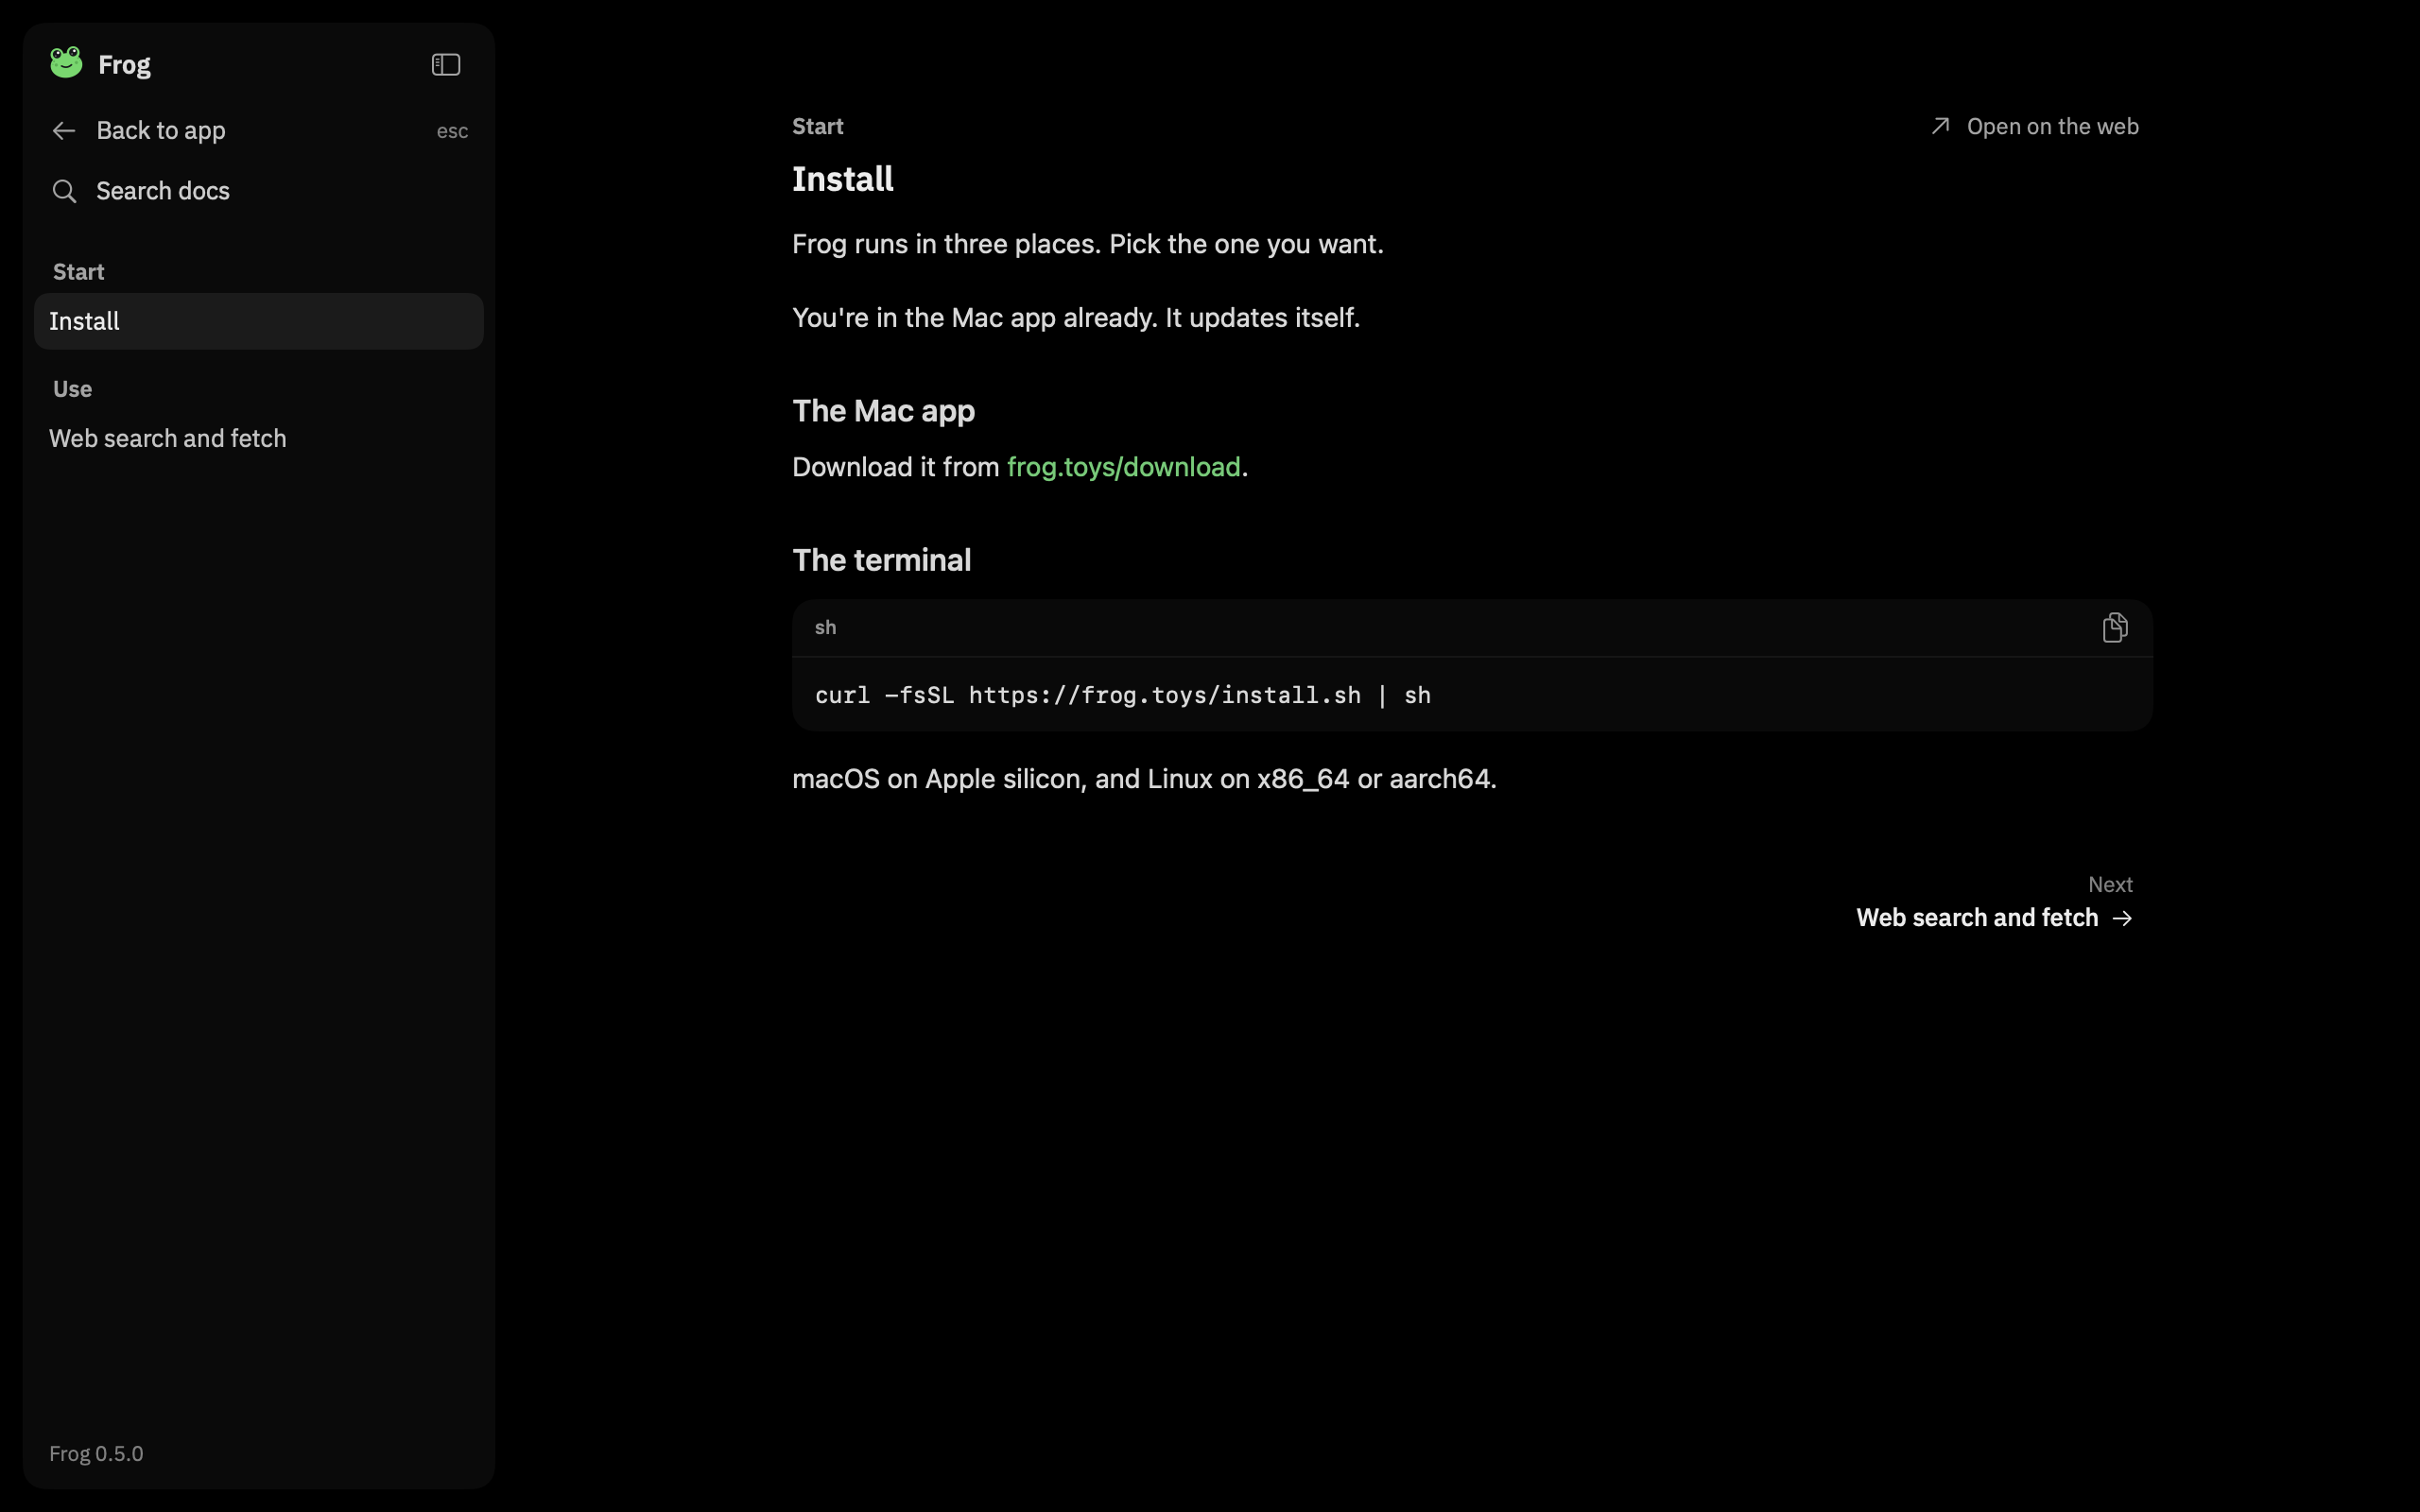 Frog
Back to app
esc
Search docs
Start
Install
Use
Web search and fetch
Frog 0.5.0
Start
Open on the web
Install
Frog runs in three places. Pick the one you want.
You're in the Mac app already. It updates itself.
The Mac app
Download it from frog.toys/download.
The terminal
sh
curl -fsSL https://frog.toys/install.sh | sh
macOS on Apple silicon, and Linux on x86_64 or aarch64.
Next
Web search and fetch